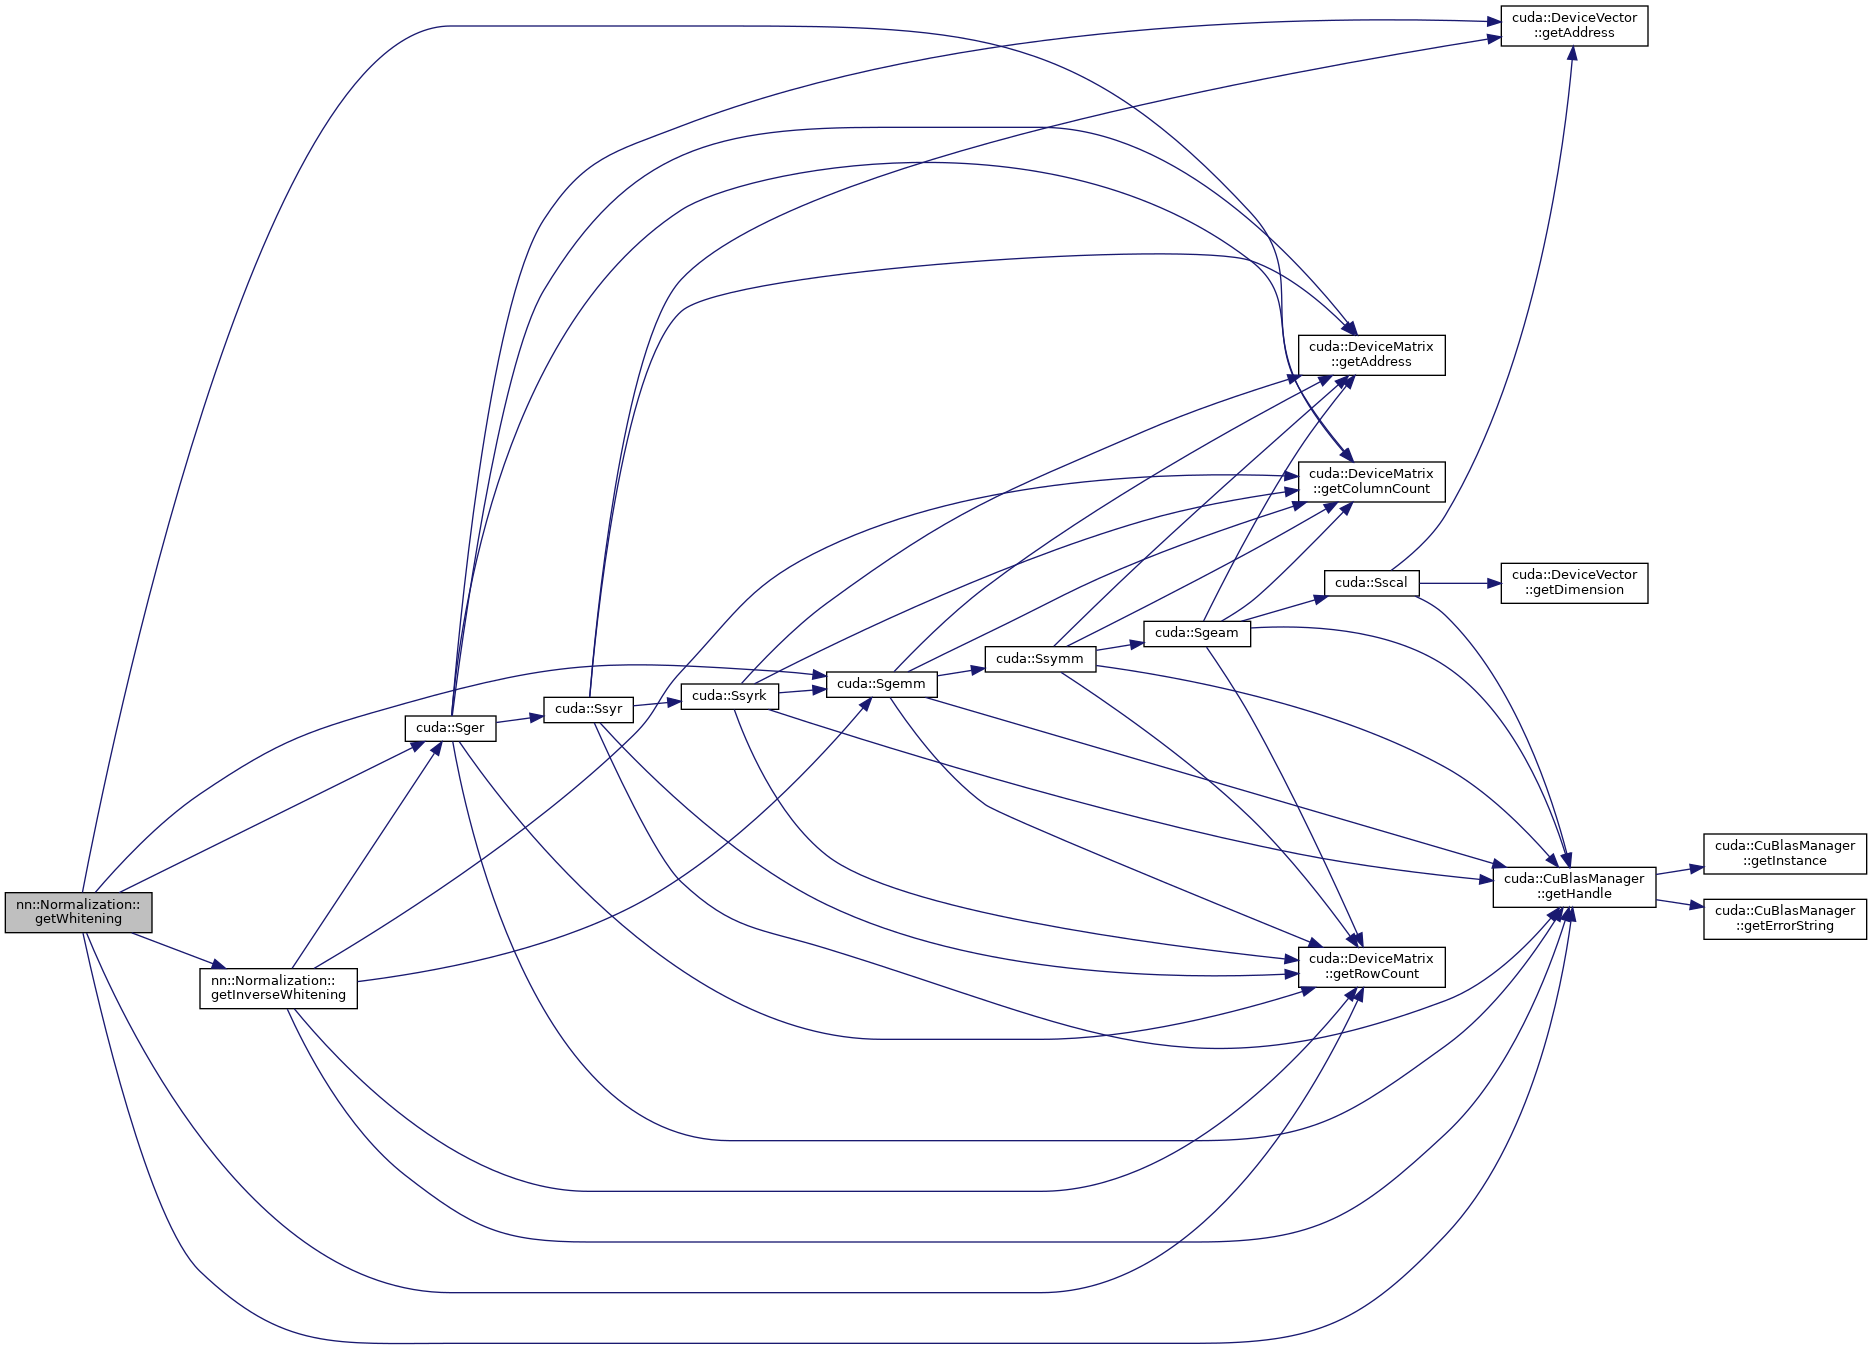 cuda::DeviceVector
::getAddress
cuda::DeviceMatrix
::getAddress
cuda::DeviceMatrix
::getColumnCount
cuda::Sscal
cuda::DeviceVector
::getDimension
cuda::Sgeam
cuda::Ssymm
cuda::Sgemm
cuda::Ssyrk
cuda::Ssyr
cuda::Sger
cuda::CuBlasManager
::getInstance
cuda::CuBlasManager
::getHandle
nn::Normalization::
getWhitening
cuda::CuBlasManager
::getErrorString
cuda::DeviceMatrix
::getRowCount
nn::Normalization::
getInverseWhitening